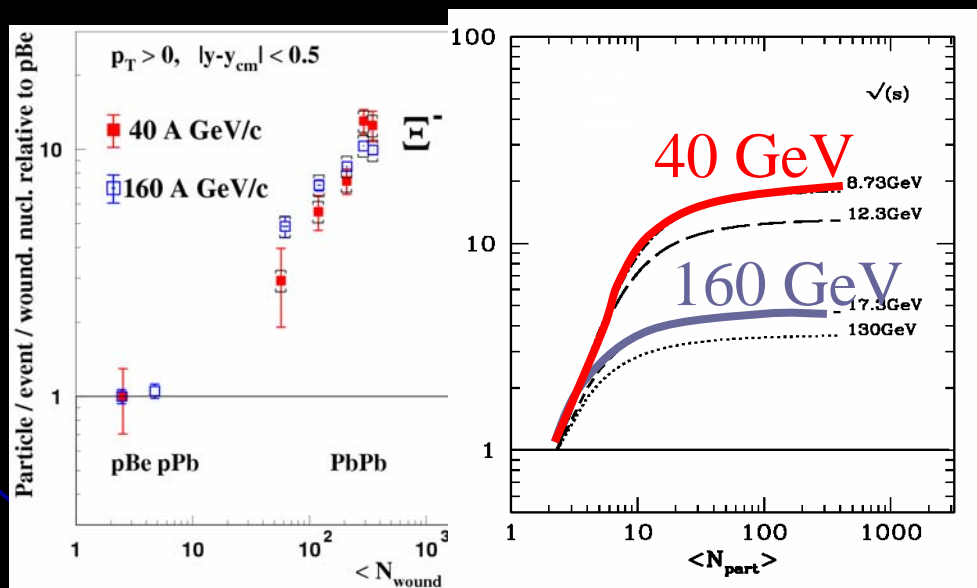 Particle / event / wound. nucl. relative to pBe
p_T > 0, |y-y_cm| < 0.5
40 A GeV/c
160 A GeV/c
Ξ-
10
1
pBe pPb
PbPb
1
10
10²
10³
< N_wound
100
10
1
√(s)
40 GeV
8.73GeV
12.3GeV
160 GeV
17.3GeV
130GeV
1
10
100
1000
<N_part>